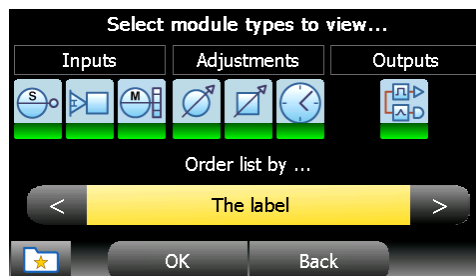 Select module types to view...
Inputs Adjustments Outputs
S M
Order list by ...
< The label >
OK Back